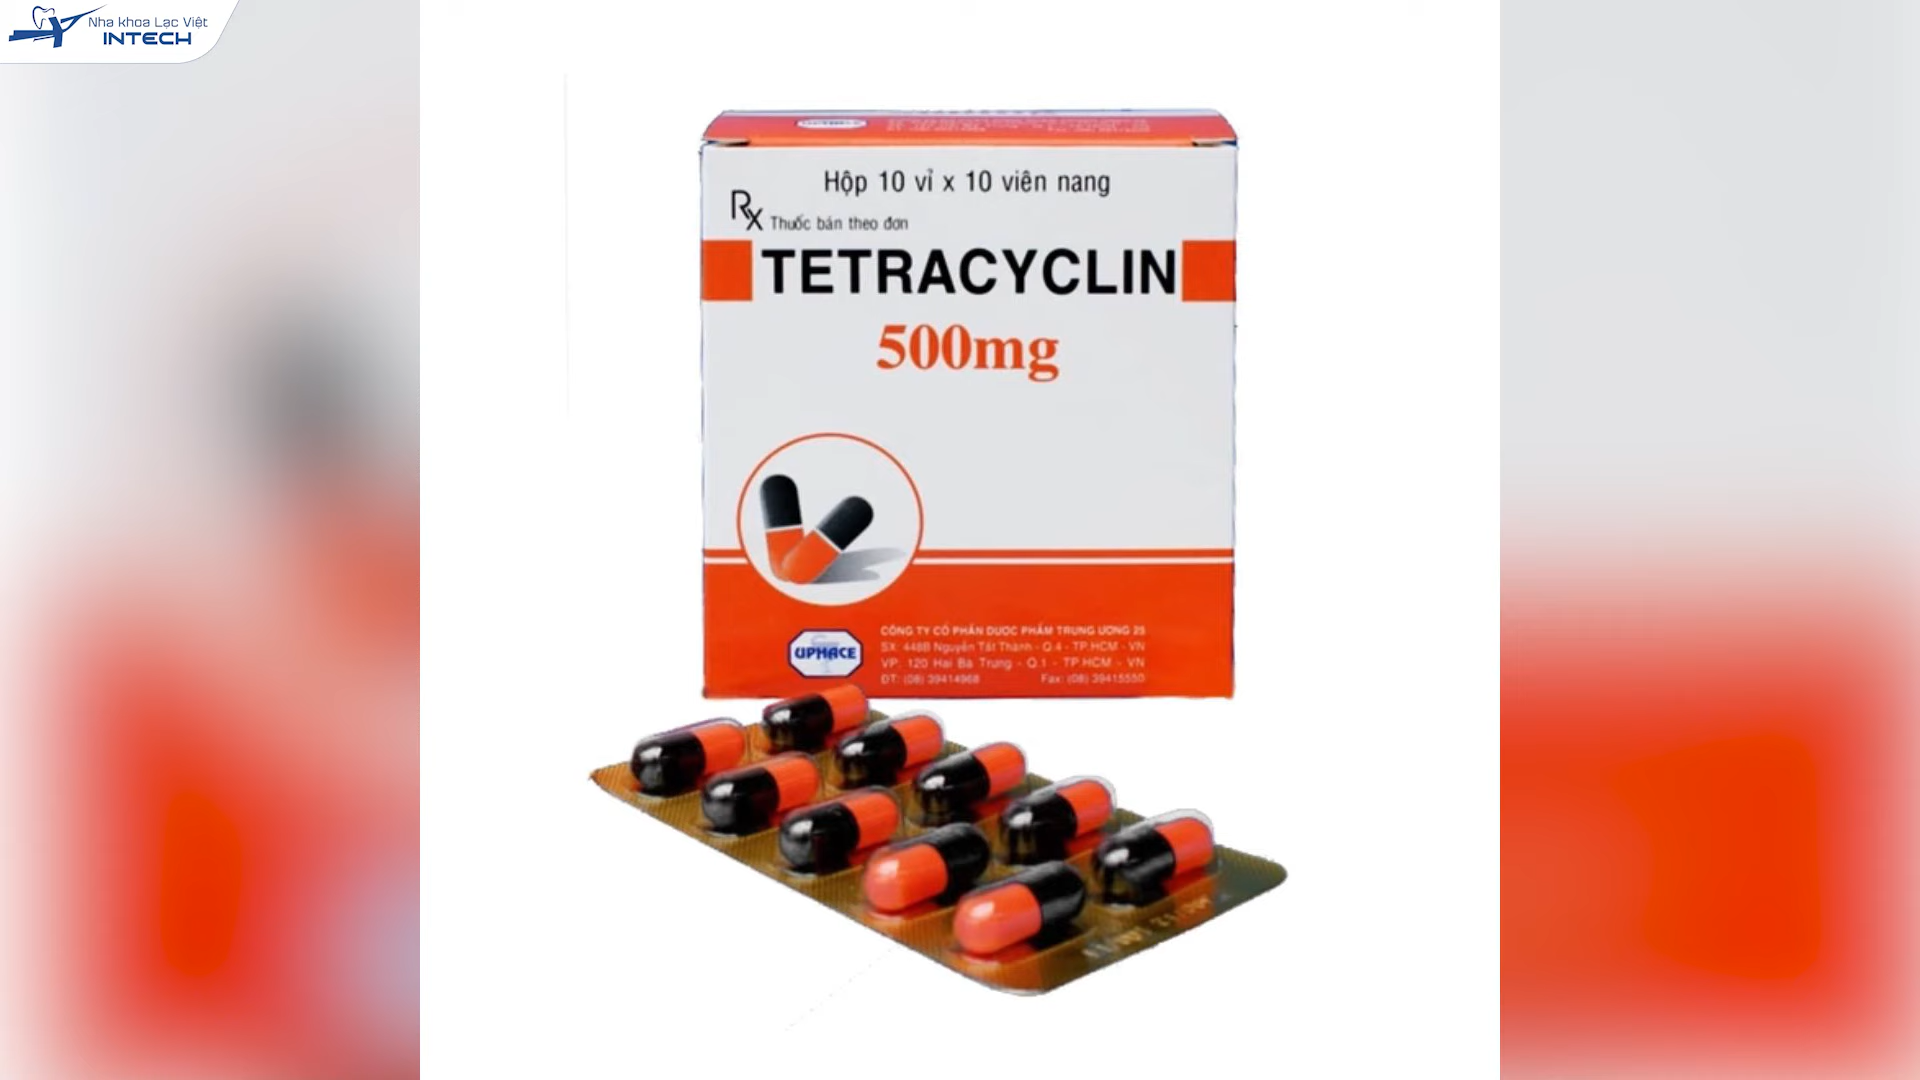 Nha khoa Lạc Việt
INTECH
UPHACE
Hộp 10 vỉ x 10 viên nang
Rx Thuốc bán theo đơn
TETRACYCLIN
500mg
UPHACE
CÔNG TY CỔ PHẦN DƯỢC PHẨM TRUNG ƯƠNG 25
SX: 448B Nguyễn Tất Thành - Q.4 - TP.HCM - VN
VP: 120 Hai Bà Trưng - Q.1 - TP.HCM - VN
ĐT: (08) 39414968 Fax: (08) 39415550